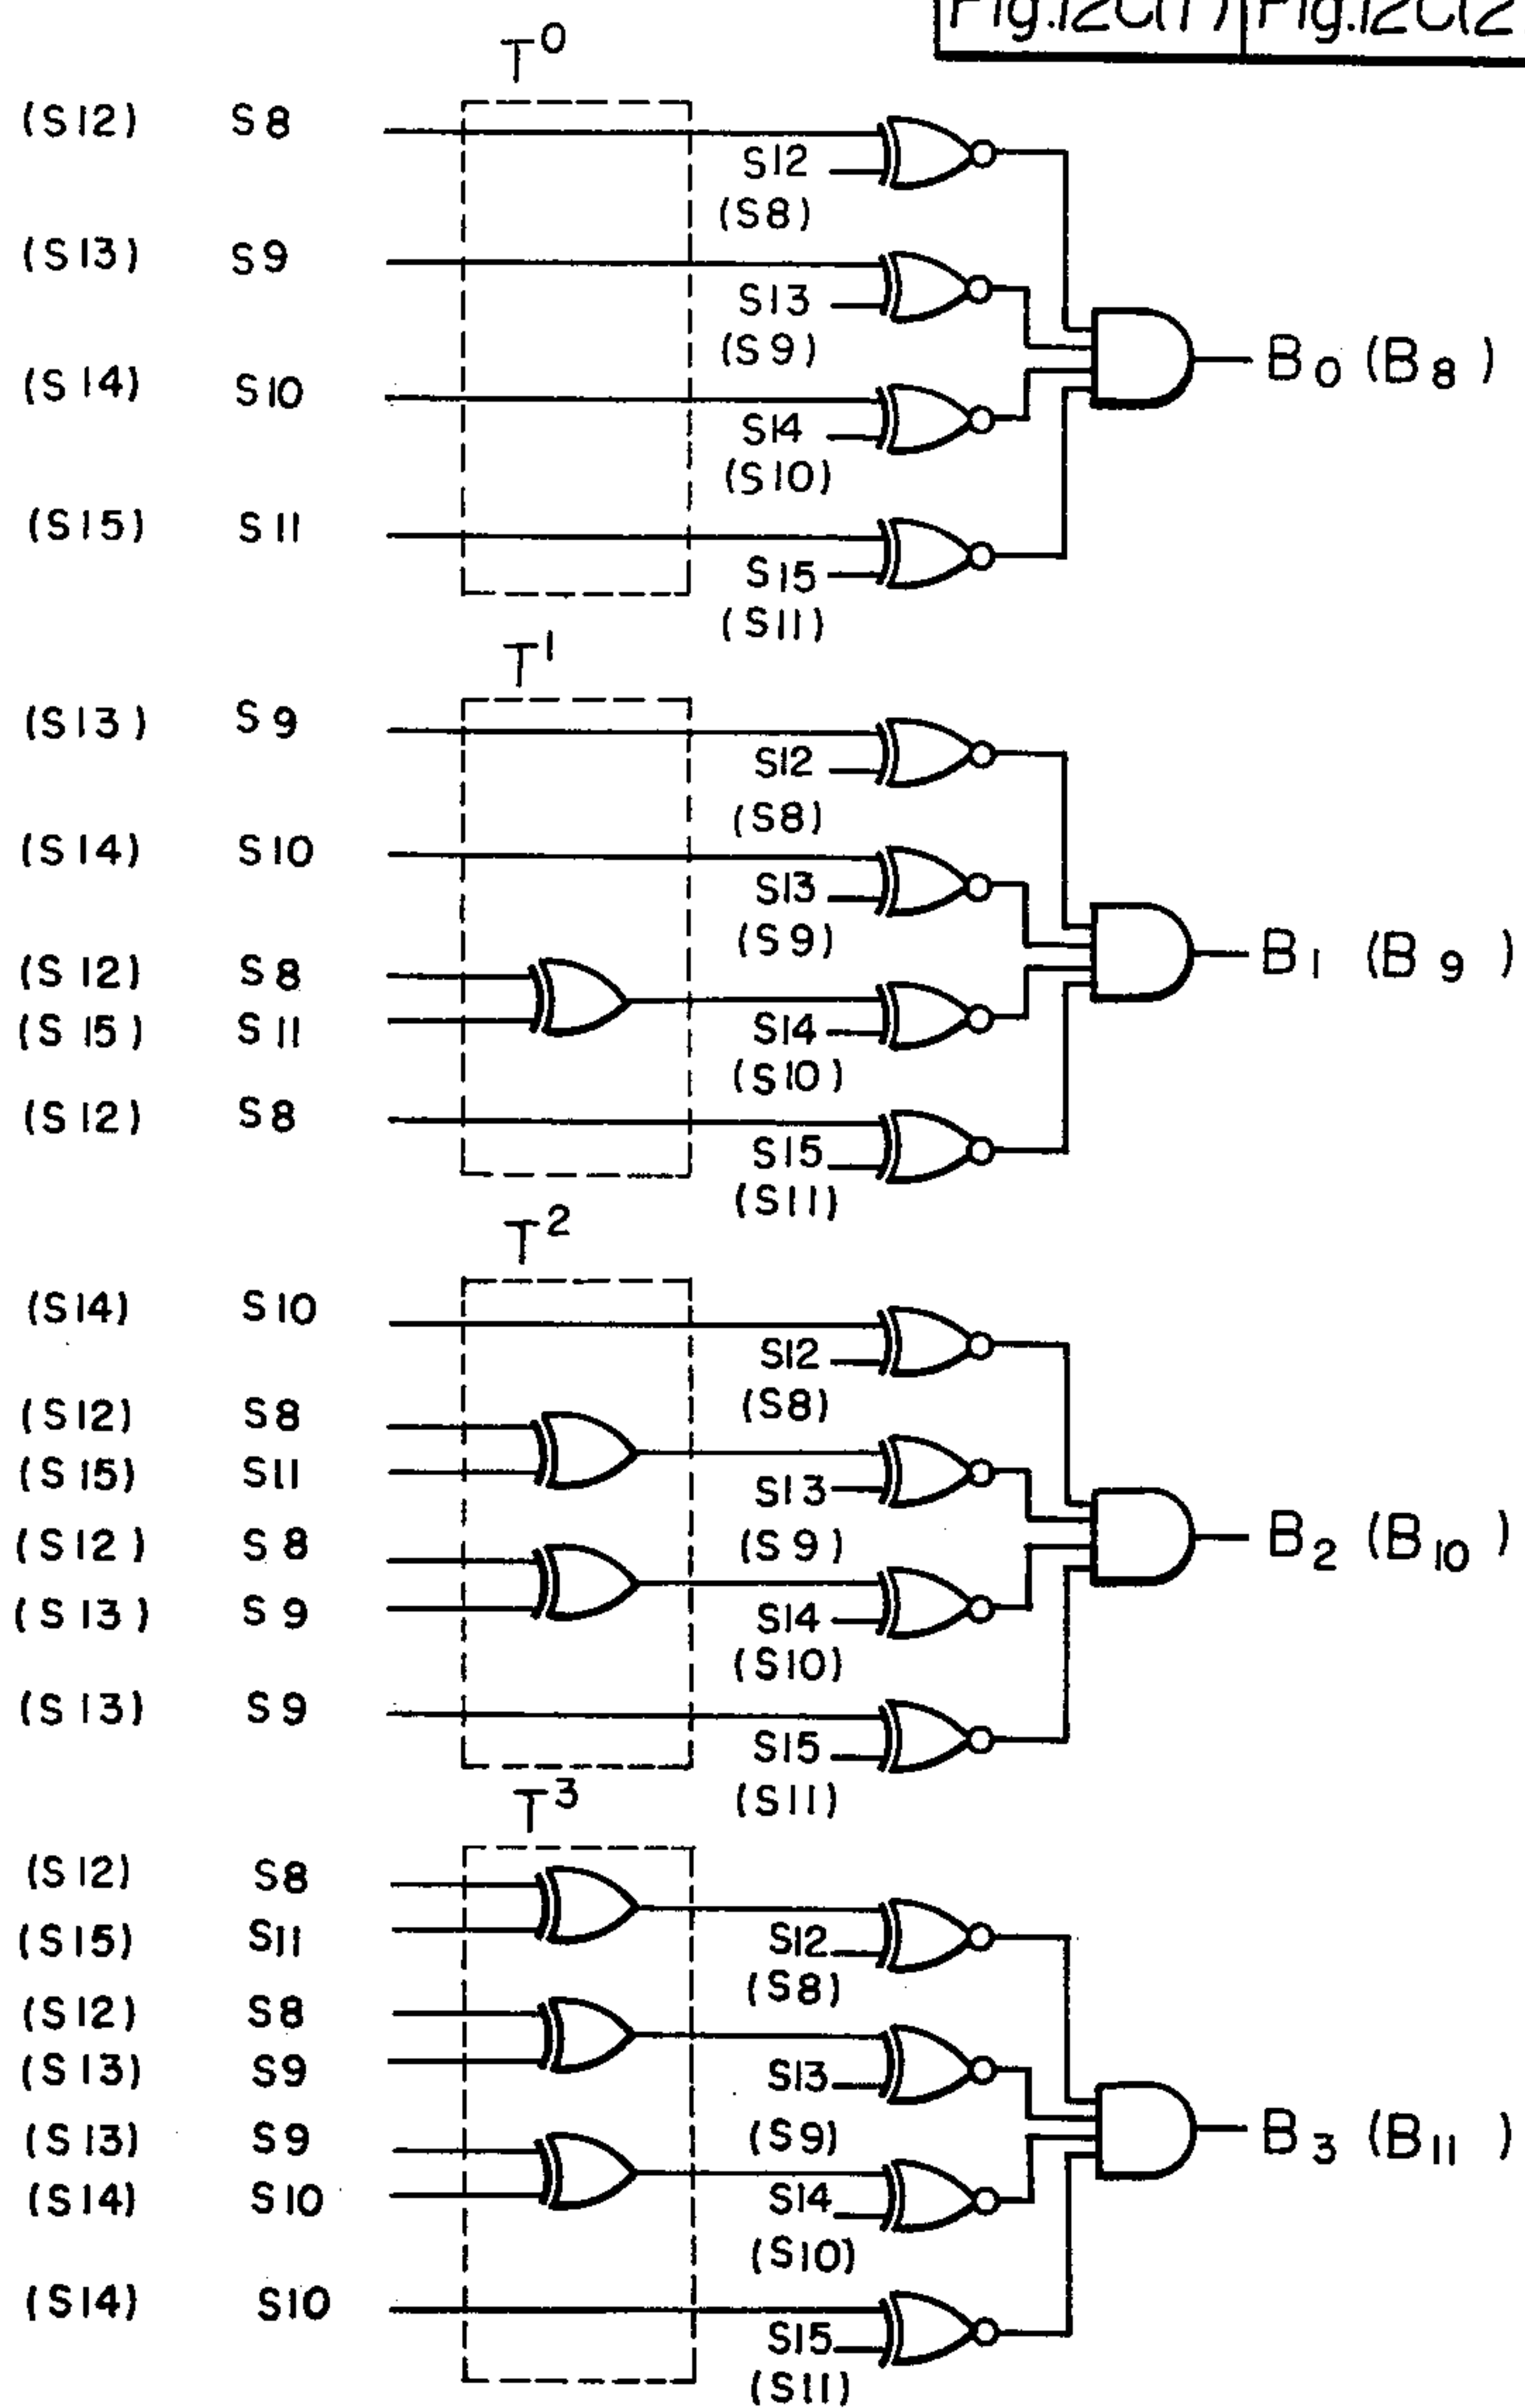 Fig.12C(1) Fig.12C(2
T⁰
(S12) S8
S12
(S8)
(S13) S9
S13
(S9)
B₀ (B₈)
(S14) S10
S14
(S10)
(S15) S11
S15
(S11)
T¹
(S13) S9
S12
(S8)
(S14) S10
S13
(S9)
B₁ (B₉)
(S12) S8
(S15) S11
S14
(S10)
(S12) S8
S15
(S11)
T²
(S14) S10
S12
(S8)
(S12) S8
(S15) S11
S13
(S9)
B₂ (B₁₀)
(S12) S8
(S13) S9
S14
(S10)
(S13) S9
S15
(S11)
T³
(S12) S8
(S15) S11
S12
(S8)
(S12) S8
(S13) S9
S13
(S9)
B₃ (B₁₁)
(S13) S9
(S14) S10
S14
(S10)
(S14) S10
S15
(S11)